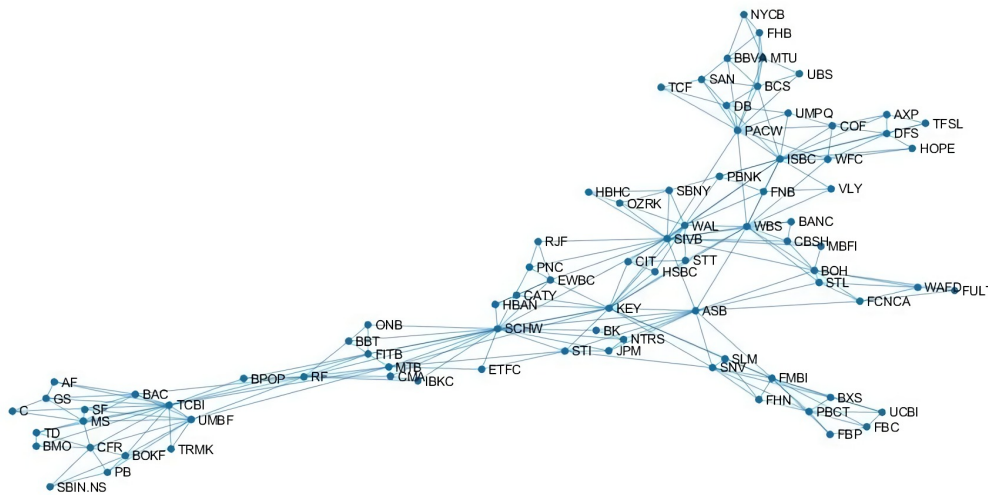 NYCB
FHB
BBVA
MTU
UBS
SAN
TCF
BCS
DB
UMPQ
AXP
TFSL
PACW
COF
DFS
HOPE
ISBC
WFC
PBNK
HBHC
SBNY
FNB
VLY
OZRK
WAL
WBS
BANC
SIVB
CBSH
MBFI
RJF
CIT
STT
PNC
HSBC
BOH
EWBC
STL
WAFD
FULT
CATY
HBAN
FCNCA
KEY
ASB
ONB
SCHW
BK
BBT
NTRS
FITB
STI
JPM
SLM
MTB
ETFC
SNV
BPOP
RF
CMA
IBKC
FMBI
AF
BAC
GS
TCBI
FHN
BXS
C
SF
PBCT
UCBI
MS
UMBF
FBC
TD
FBP
BMO
CFR
TRMK
BOKF
PB
SBIN.NS